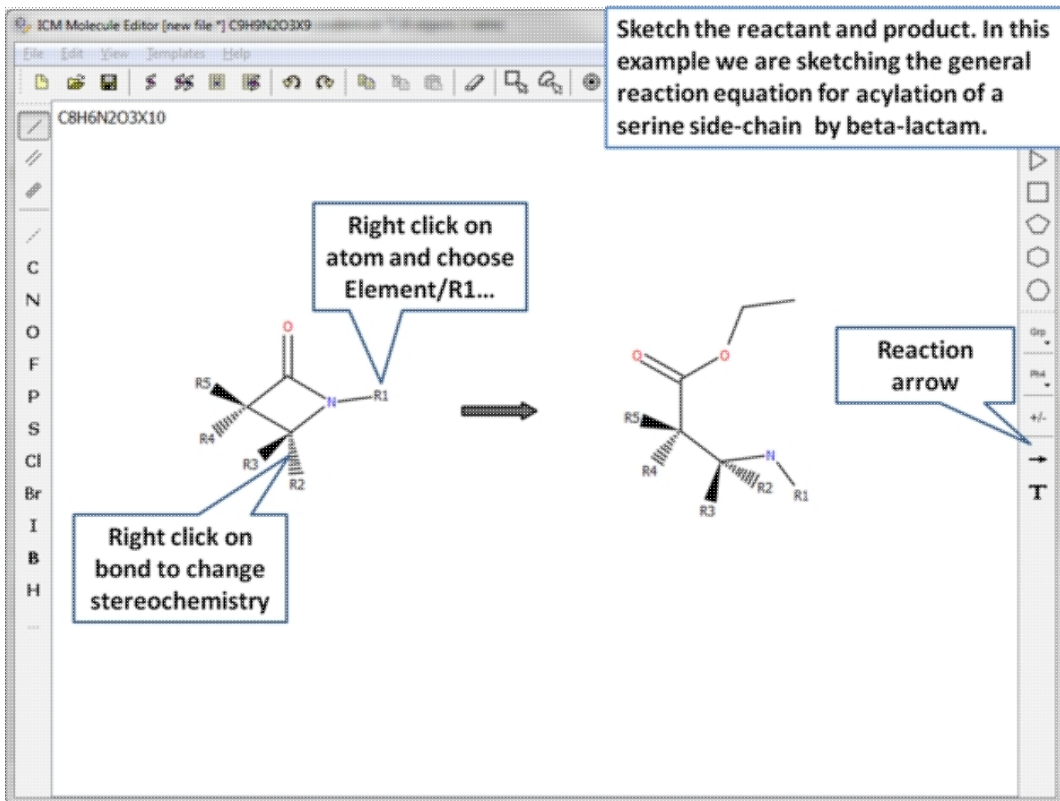 ICM Molecule Editor [new file *] C9H9N2O3X9
File Edit View Templates Help
Sketch the reactant and product. In this
example we are sketching the general
reaction equation for acylation of a
serine side-chain by beta-lactam.
C8H6N2O3X10
Right click on
atom and choose
Element/R1...
Reaction
arrow
Right click on
bond to change
stereochemistry
O
R5
R4
N
R1
R3
R2
O
O
R5
R4
N
R2
R1
R3
C
N
O
F
P
S
Cl
Br
I
B
H
Grp
+/-
T